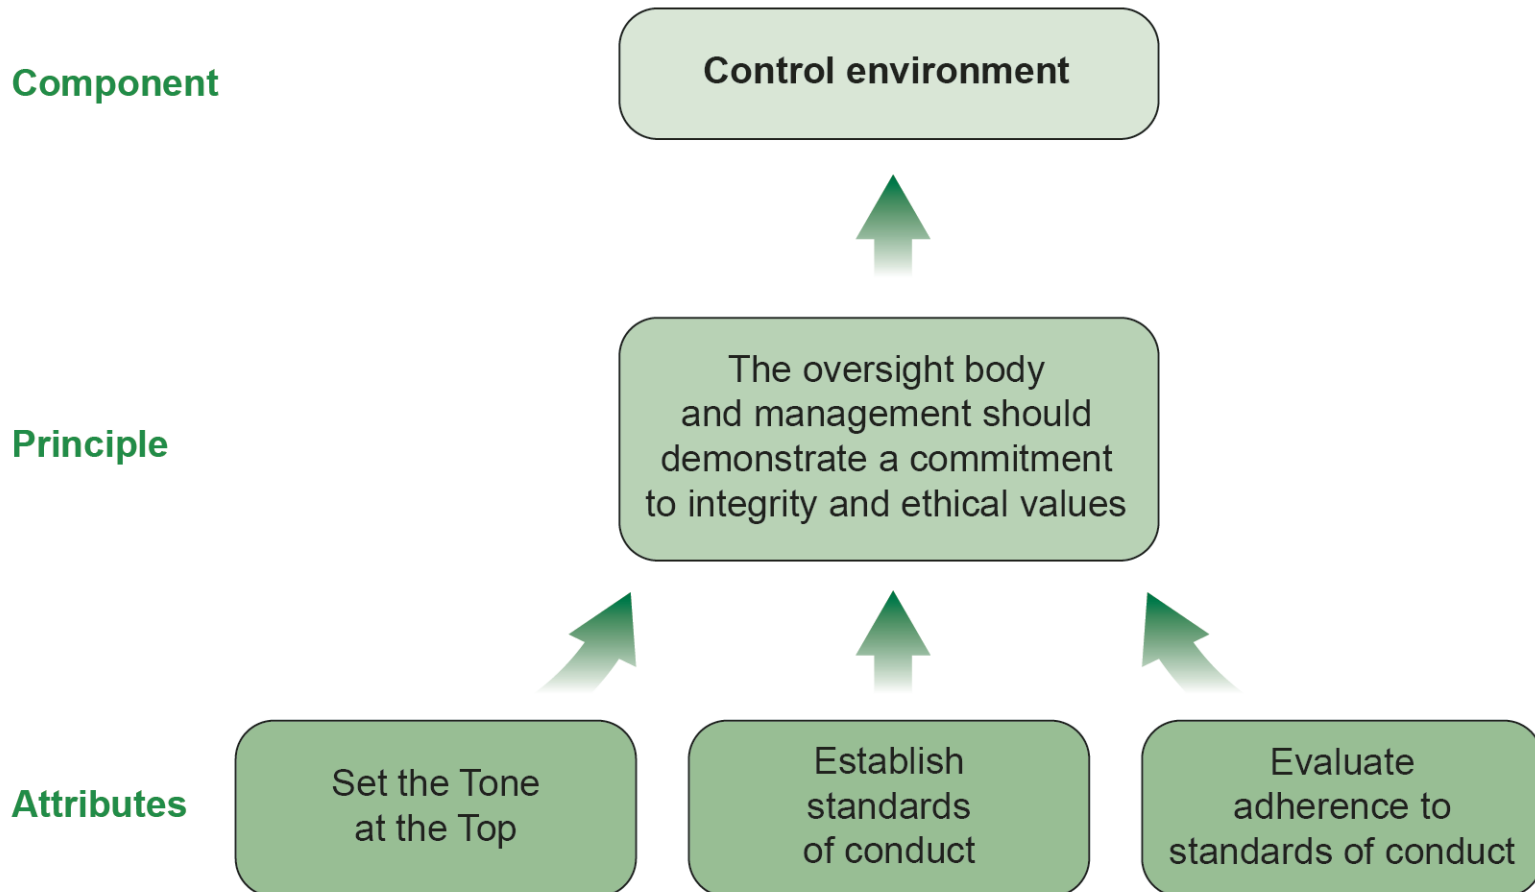 Component
Control environment
Principle
The oversight body
and management should
demonstrate a commitment
to integrity and ethical values
Attributes
Set the Tone
at the Top
Establish
standards
of conduct
Evaluate
adherence to
standards of conduct